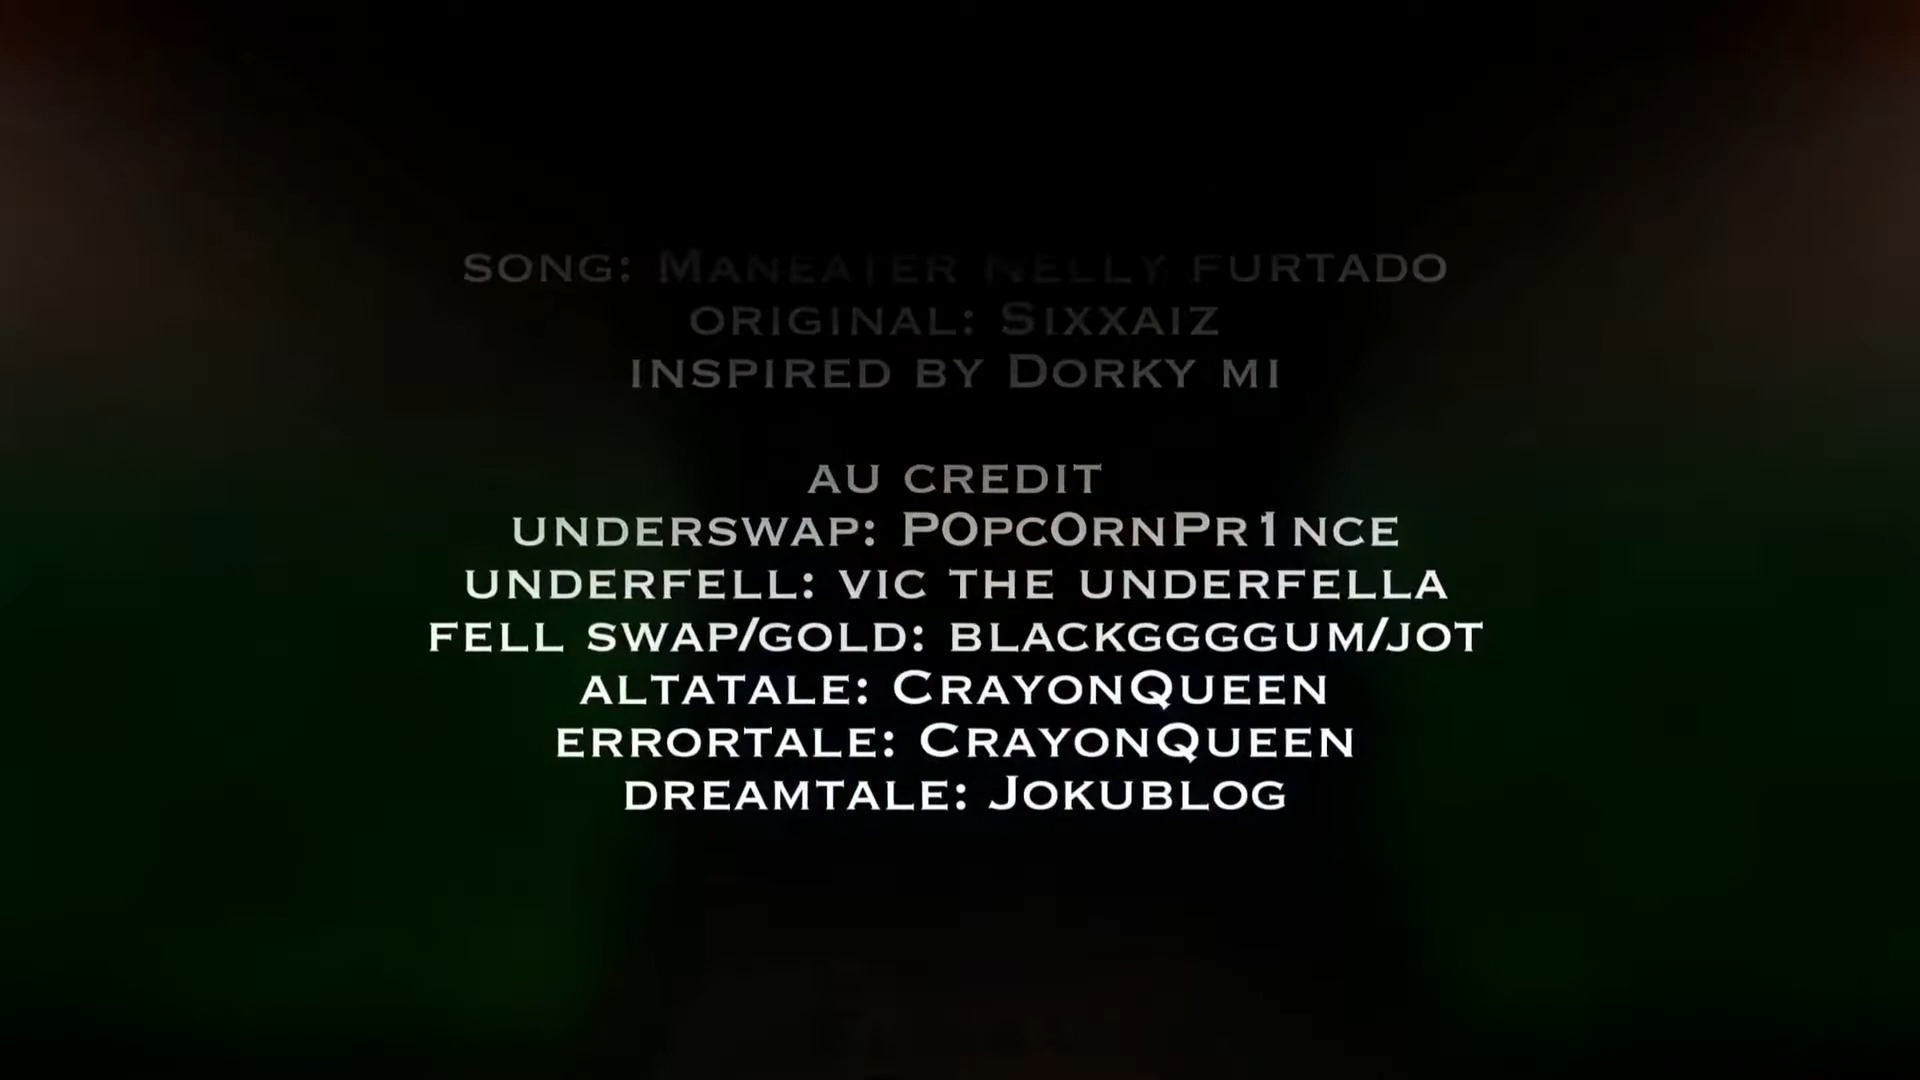 SONG: MANEATER NELLY FURTADO
ORIGINAL: SIXXAIZ
INSPIRED BY DORKY MI
AU CREDIT
UNDERSWAP: P0PC0RNPR1NCE
UNDERFELL: VIC THE UNDERFELLA
FELL SWAP/GOLD: BLACKGGGGUM/JOT
ALTATALE: CRAYONQUEEN
ERRORTALE: CRAYONQUEEN
DREAMTALE: JOKUBLOG